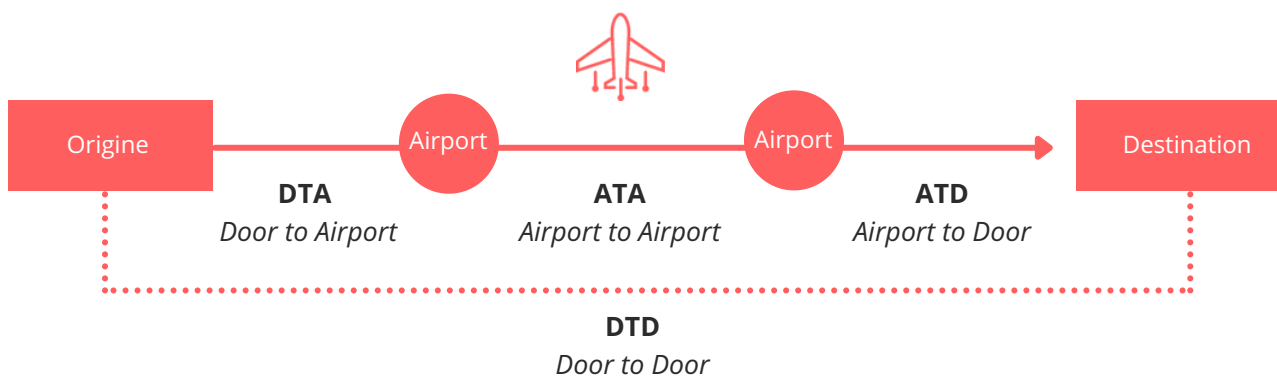 Origine
Airport
Airport
Destination
DTA
Door to Airport
ATA
Airport to Airport
ATD
Airport to Door
DTD
Door to Door